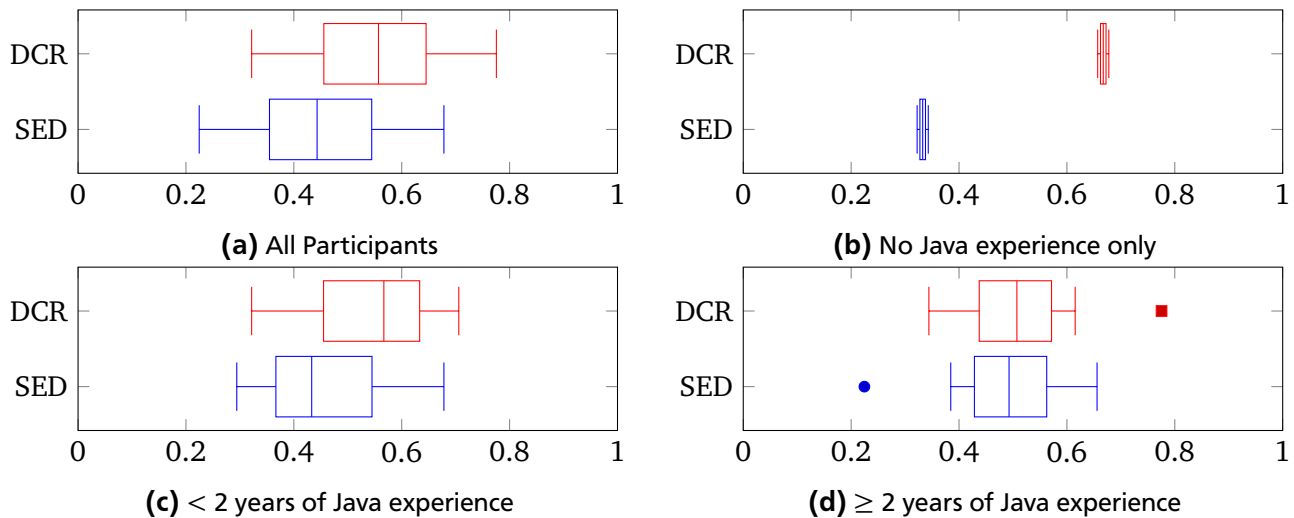 DCR
SED
0 0.2 0.4 0.6 0.8 1
(a) All Participants
DCR
SED
0 0.2 0.4 0.6 0.8 1
(b) No Java experience only
DCR
SED
0 0.2 0.4 0.6 0.8 1
(c) < 2 years of Java experience
DCR
SED
0 0.2 0.4 0.6 0.8 1
(d) ≥ 2 years of Java experience